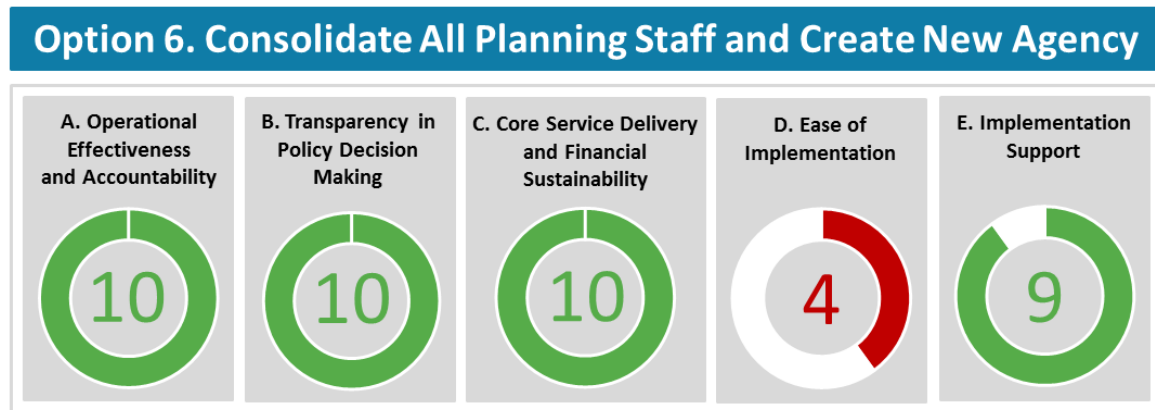 Option 6. Consolidate All Planning Staff and Create New Agency
A. Operational
Effectiveness
and Accountability
10
B. Transparency in
Policy Decision
Making
10
C. Core Service Delivery
and Financial
Sustainability
10
D. Ease of
Implementation
4
E. Implementation
Support
9